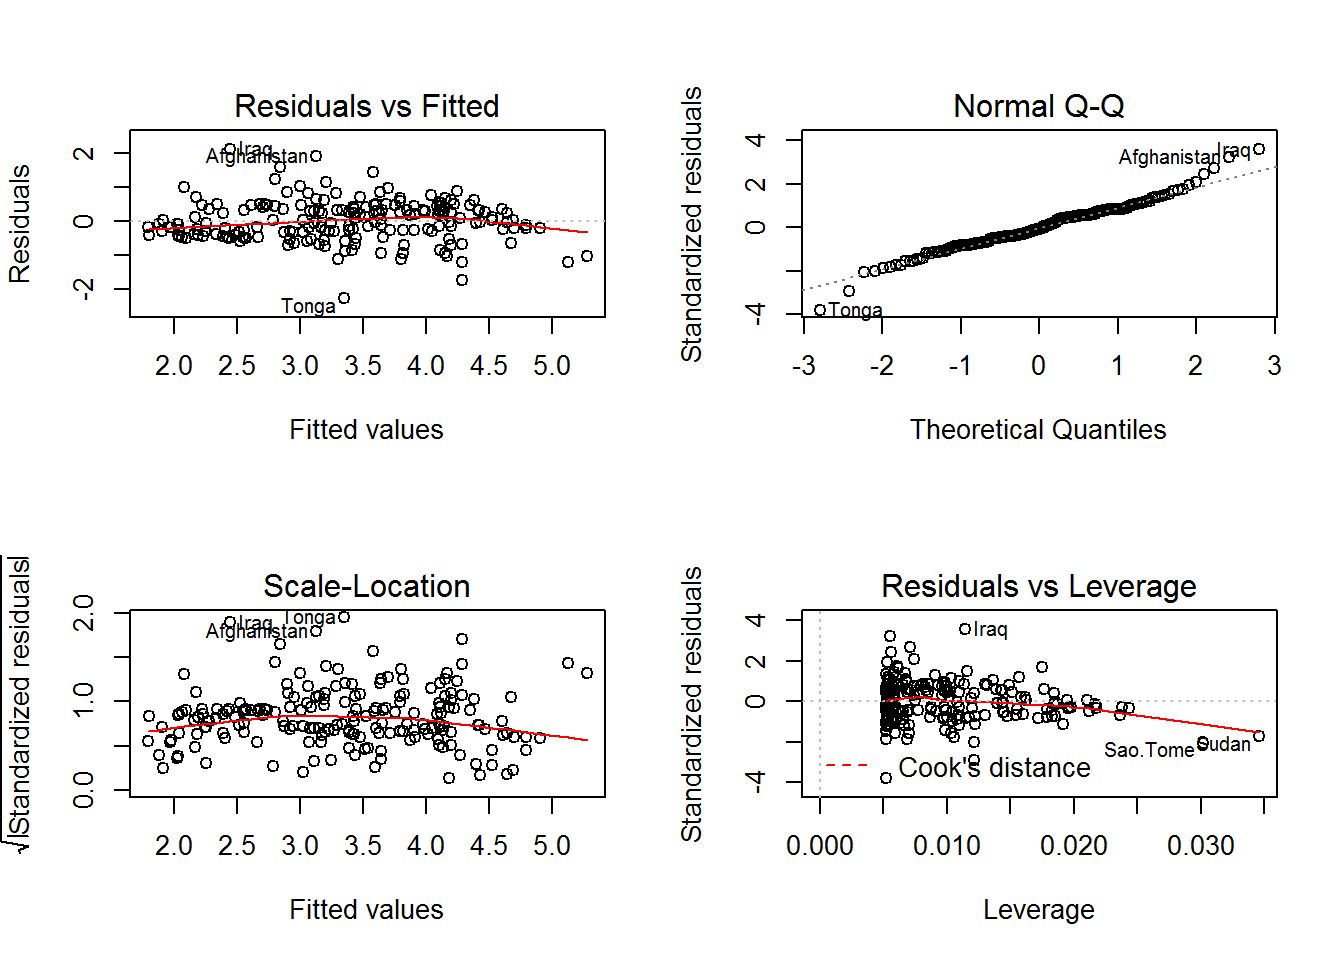 Residuals vs Fitted
Residuals
2
0
-2
Iraq
Afghanistan
Tonga
2.0 2.5 3.0 3.5 4.0 4.5 5.0
Fitted values
Normal Q-Q
Standardized residuals
4
2
0
-4
Iraq
Afghanistan
Tonga
-3 -2 -1 0 1 2 3
Theoretical Quantiles
Scale-Location
√|Standardized residuals|
2.0
1.0
0.0
Tonga
Iraq
Afghanistan
2.0 2.5 3.0 3.5 4.0 4.5 5.0
Fitted values
Residuals vs Leverage
Standardized residuals
4
2
0
-4
Iraq
Sudan
Sao.Tome
Cook's distance
0.000 0.010 0.020 0.030
Leverage